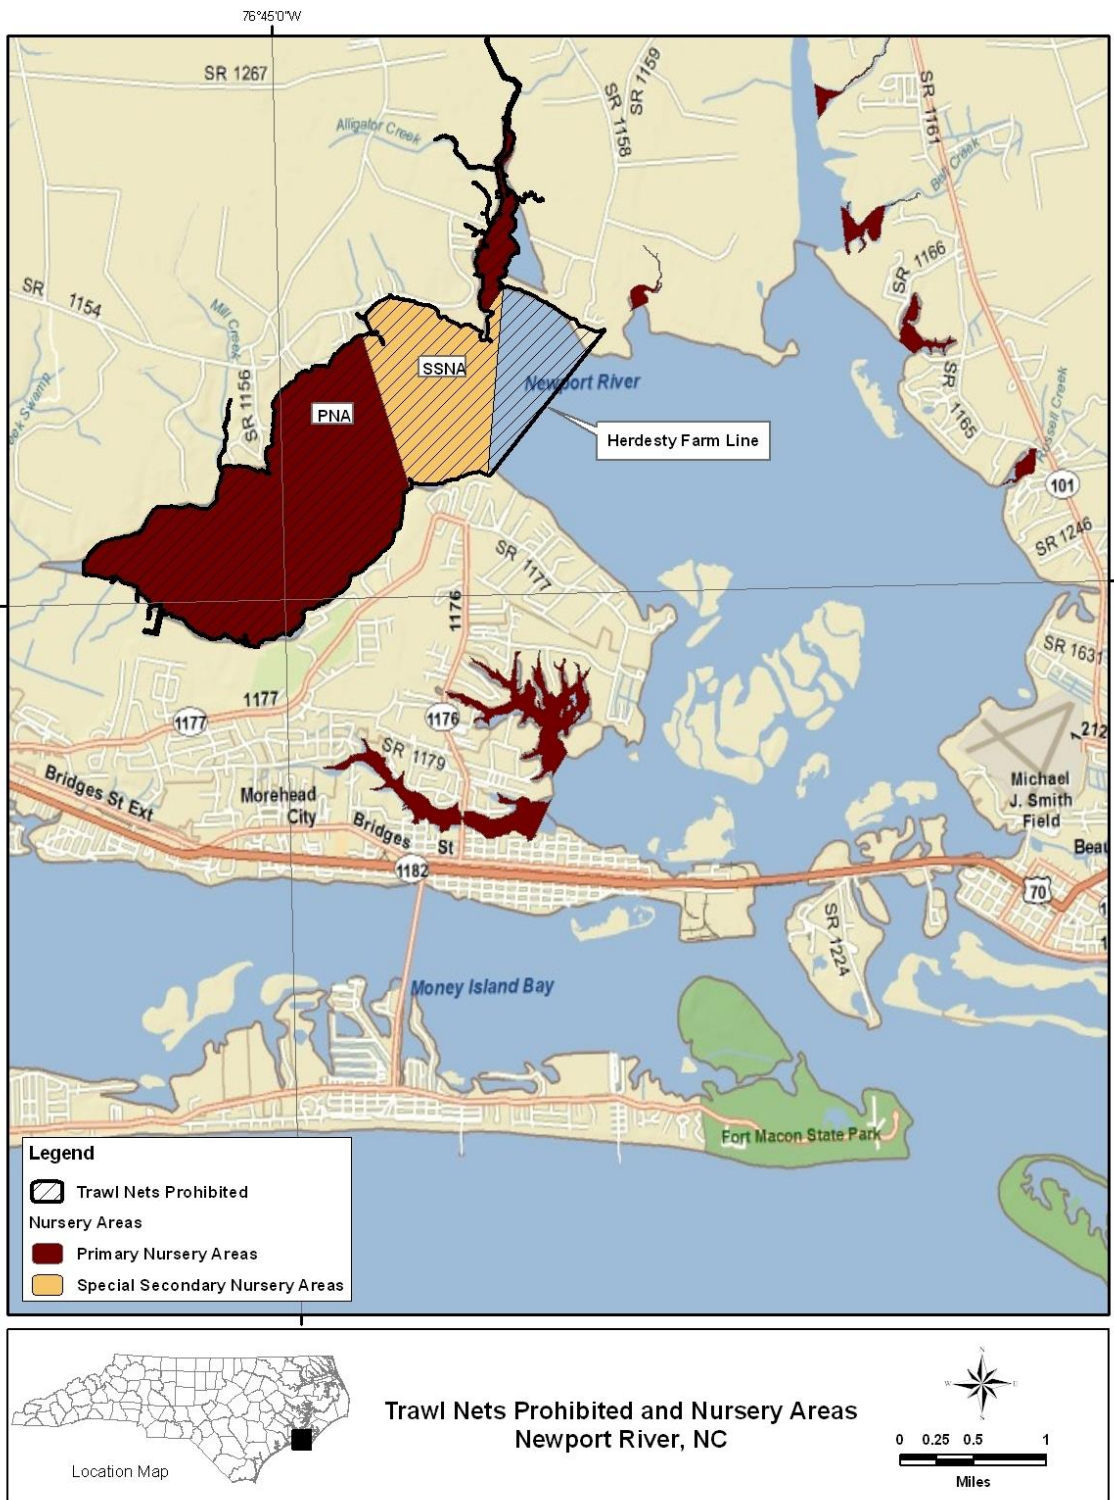 76°45'0"W
SR 1267
SR 1159
SR 1158
SR 1161
Alligator Creek
Bell Creek
SR 1166
SR 1154
Mill Creek
SR 1156
SSNA
Newport River
PNA
SR 1165
Russell Creek
Herdesty Farm Line
101
SR 1246
SR 1177
1176
SR 1631
1177
1177
1176
SR 1179
1212
Bridges St Ext
Morehead
City
Bridges
St
Michael
J. Smith
Field
Beau
1182
70
SR 1224
Money Island Bay
Fort Macon State Park
Legend
Trawl Nets Prohibited
Nursery Areas
Primary Nursery Areas
Special Secondary Nursery Areas
Location Map
Trawl Nets Prohibited and Nursery Areas
Newport River, NC
N
W
E
S
0 0.25 0.5 1
Miles